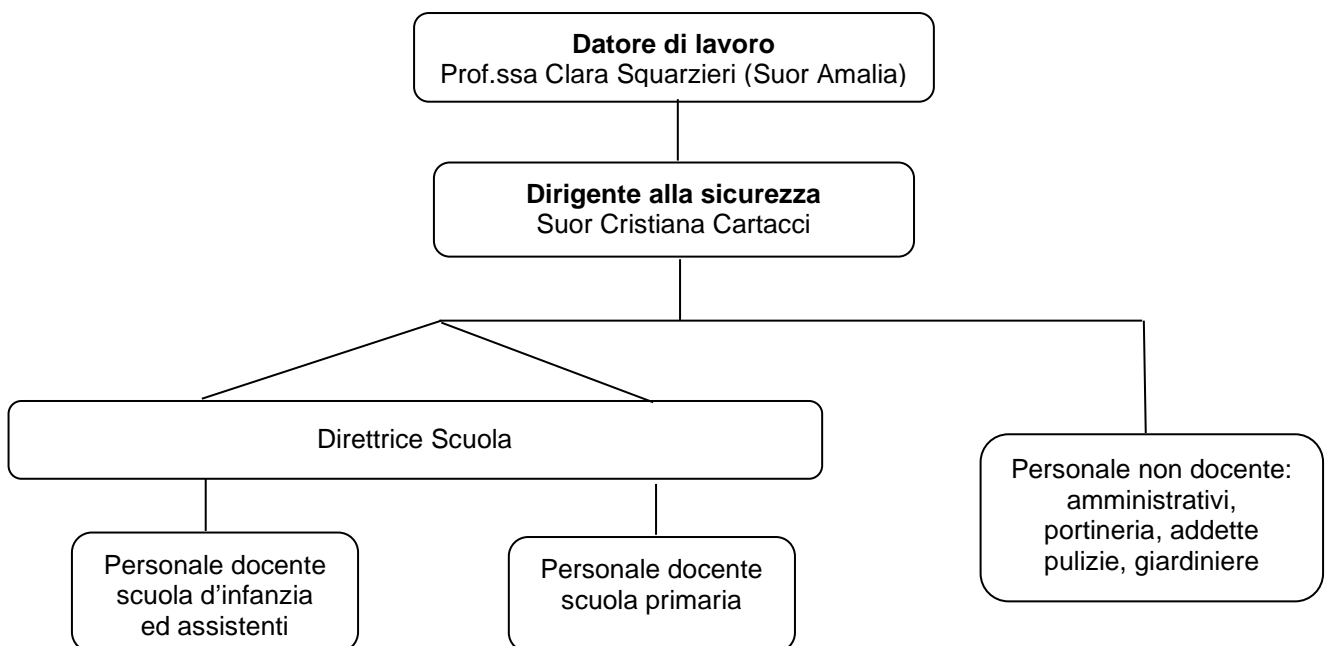 Datore di lavoro
Prof.ssa Clara Squarzieri (Suor Amalia)
Dirigente alla sicurezza
Suor Cristiana Cartacci
Direttrice Scuola
Personale docente
scuola d'infanzia
ed assistenti
Personale docente
scuola primaria
Personale non docente:
amministrativi,
portineria, addette
pulizie, giardiniere